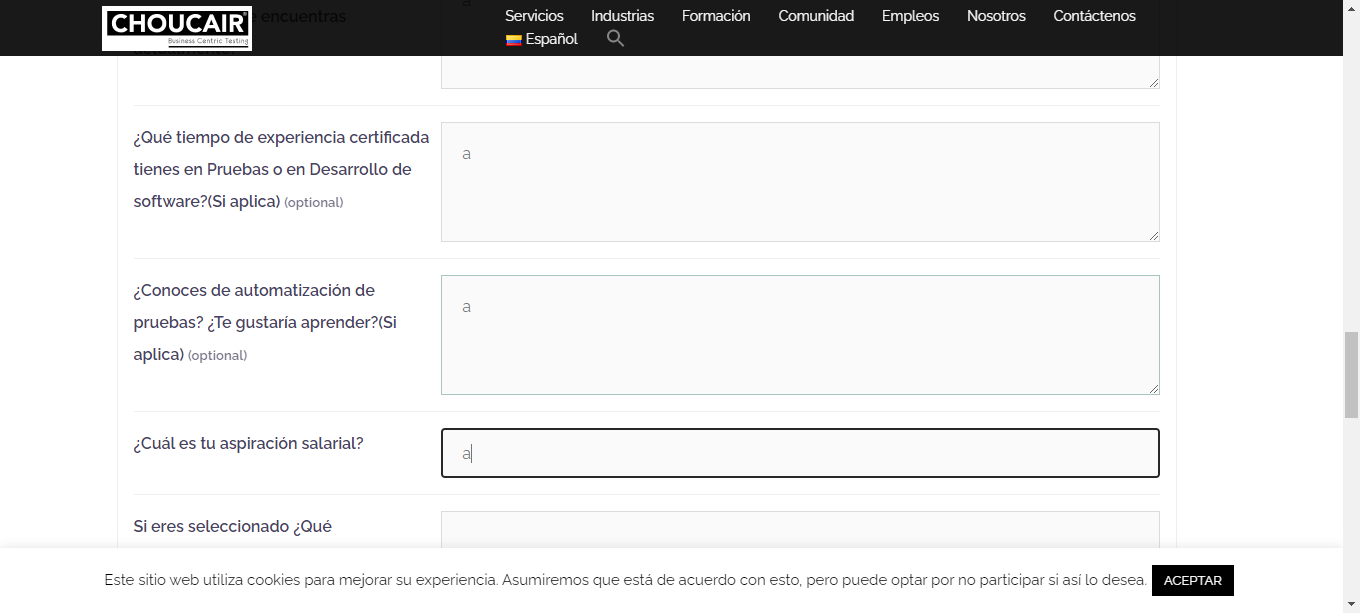 CHOUCAIR
Business Centric Testing
Servicios Industrias Formación Comunidad Empleos Nosotros Contáctenos
Español
encuentras
¿Qué tiempo de experiencia certificada
tienes en Pruebas o en Desarrollo de
software?(Si aplica) (optional)
a
¿Conoces de automatización de
pruebas? ¿Te gustaría aprender?(Si
aplica) (optional)
a
¿Cuál es tu aspiración salarial?
a
Si eres seleccionado ¿Qué
Este sitio web utiliza cookies para mejorar su experiencia. Asumiremos que está de acuerdo con esto, pero puede optar por no participar si así lo desea. ACEPTAR